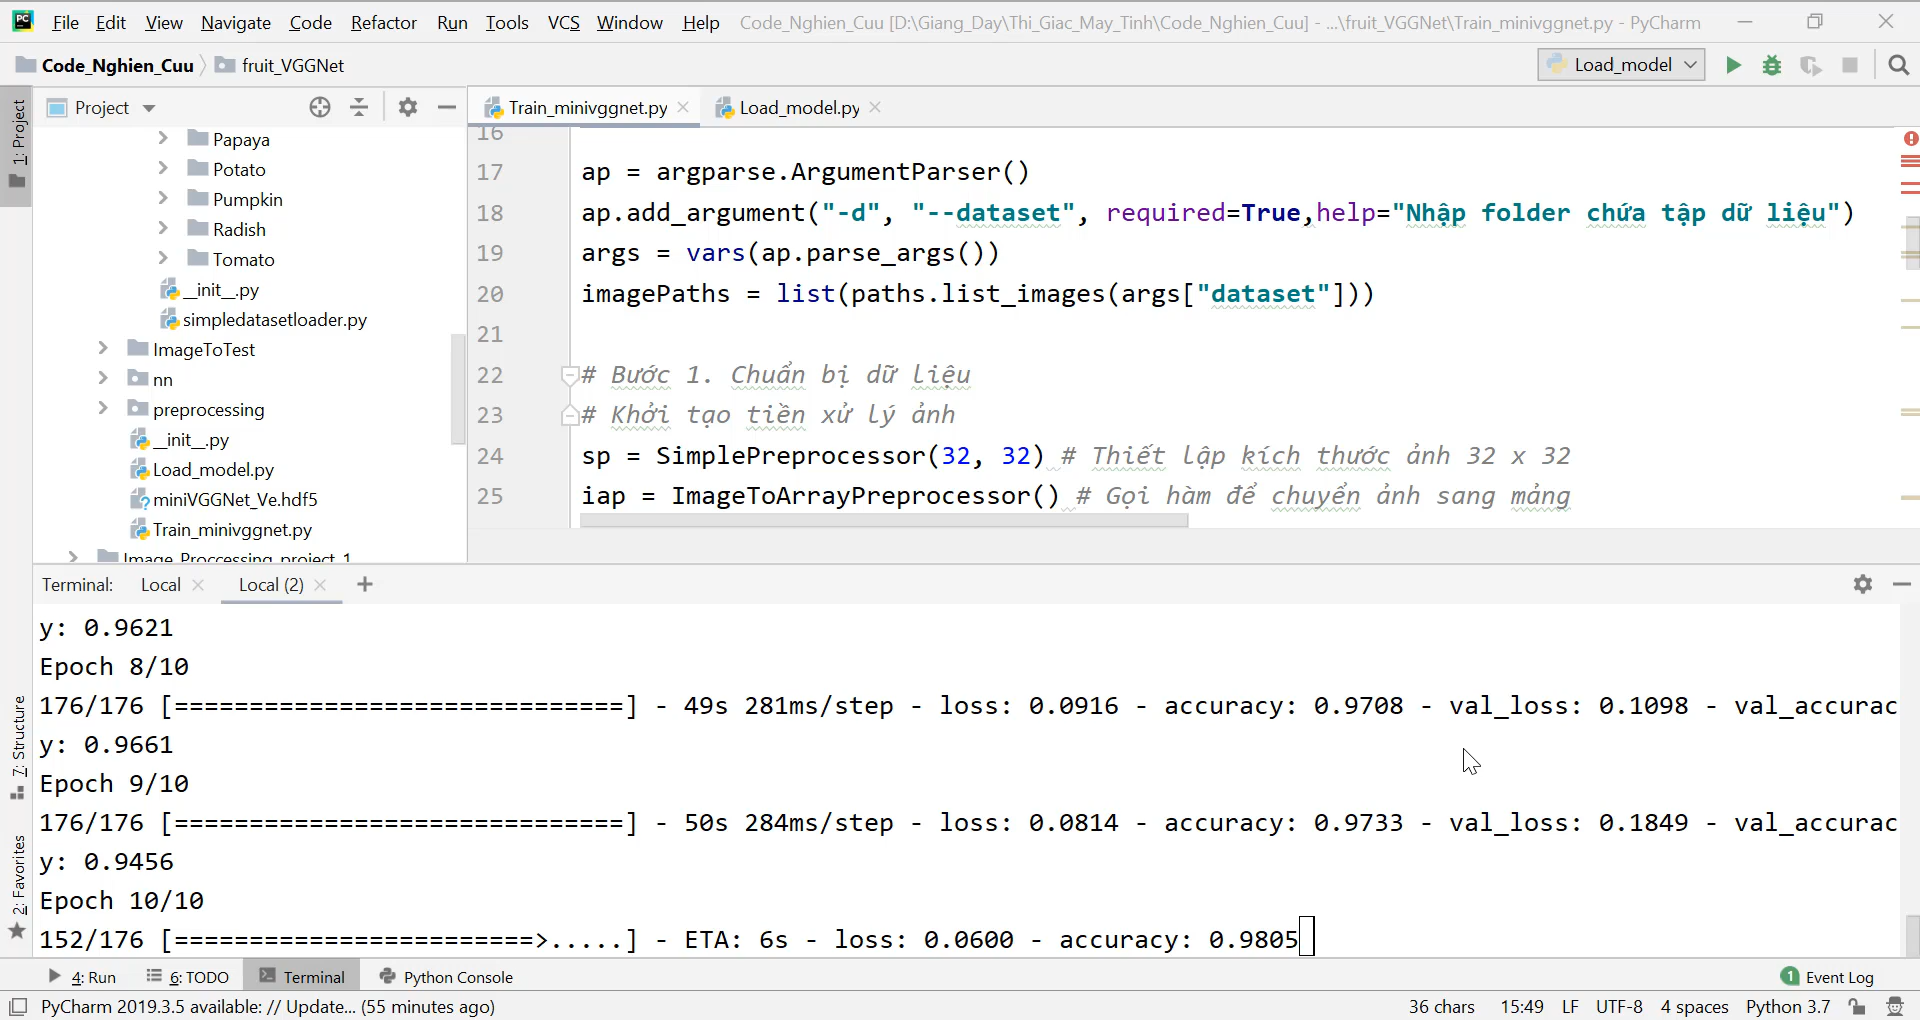 PC File Edit View Navigate Code Refactor Run Tools VCS Window Help Code_Nghien_Cuu [D:\Giang_Day\Thi_Giac_May_Tinh\Code_Nghien_Cuu] - ...\fruit_VGGNet\Train_minivggnet.py - PyCharm
Code_Nghien_Cuu fruit_VGGNet Load_model
1: Project
Project
Papaya
Potato
Pumpkin
Radish
Tomato
__init__.py
simpledatasetloader.py
ImageToTest
nn
preprocessing
__init__.py
Load_model.py
miniVGGNet_Ve.hdf5
Train_minivggnet.py
Image_Proccessing_project_1
Train_minivggnet.py Load_model.py
16
17 ap = argparse.ArgumentParser()
18 ap.add_argument("-d", "--dataset", required=True,help="Nhập folder chứa tập dữ liệu")
19 args = vars(ap.parse_args())
20 imagePaths = list(paths.list_images(args["dataset"]))
21
22 # Bước 1. Chuẩn bị dữ liệu
23 # Khởi tạo tiền xử lý ảnh
24 sp = SimplePreprocessor(32, 32) # Thiết lập kích thước ảnh 32 x 32
25 iap = ImageToArrayPreprocessor() # Gọi hàm để chuyển ảnh sang mảng
Terminal: Local Local (2)
y: 0.9621
Epoch 8/10
176/176 [==============================] - 49s 281ms/step - loss: 0.0916 - accuracy: 0.9708 - val_loss: 0.1098 - val_accurac
y: 0.9661
Epoch 9/10
176/176 [==============================] - 50s 284ms/step - loss: 0.0814 - accuracy: 0.9733 - val_loss: 0.1849 - val_accurac
y: 0.9456
Epoch 10/10
152/176 [========================>.....] - ETA: 6s - loss: 0.0600 - accuracy: 0.9805
7: Structure
2: Favorites
4: Run 6: TODO Terminal Python Console 1 Event Log
PyCharm 2019.3.5 available: // Update... (55 minutes ago) 36 chars 15:49 LF UTF-8 4 spaces Python 3.7